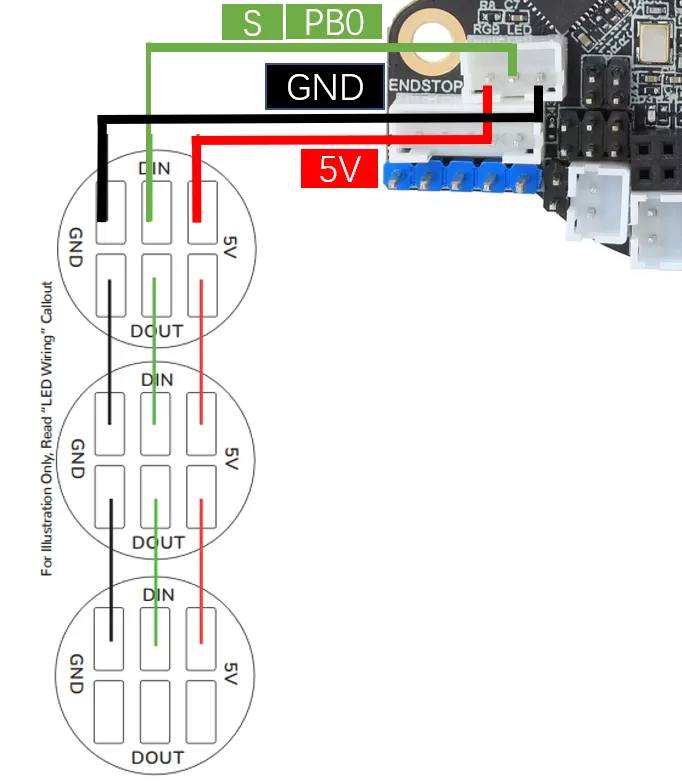 S PB0
R8 C7
RGB LED
GND
ENDSTOP
5V
DIN
GND
5V
DOUT
For Illustration Only, Read "LED Wiring" Callout
DIN
GND
5V
DOUT
DIN
GND
5V
DOUT